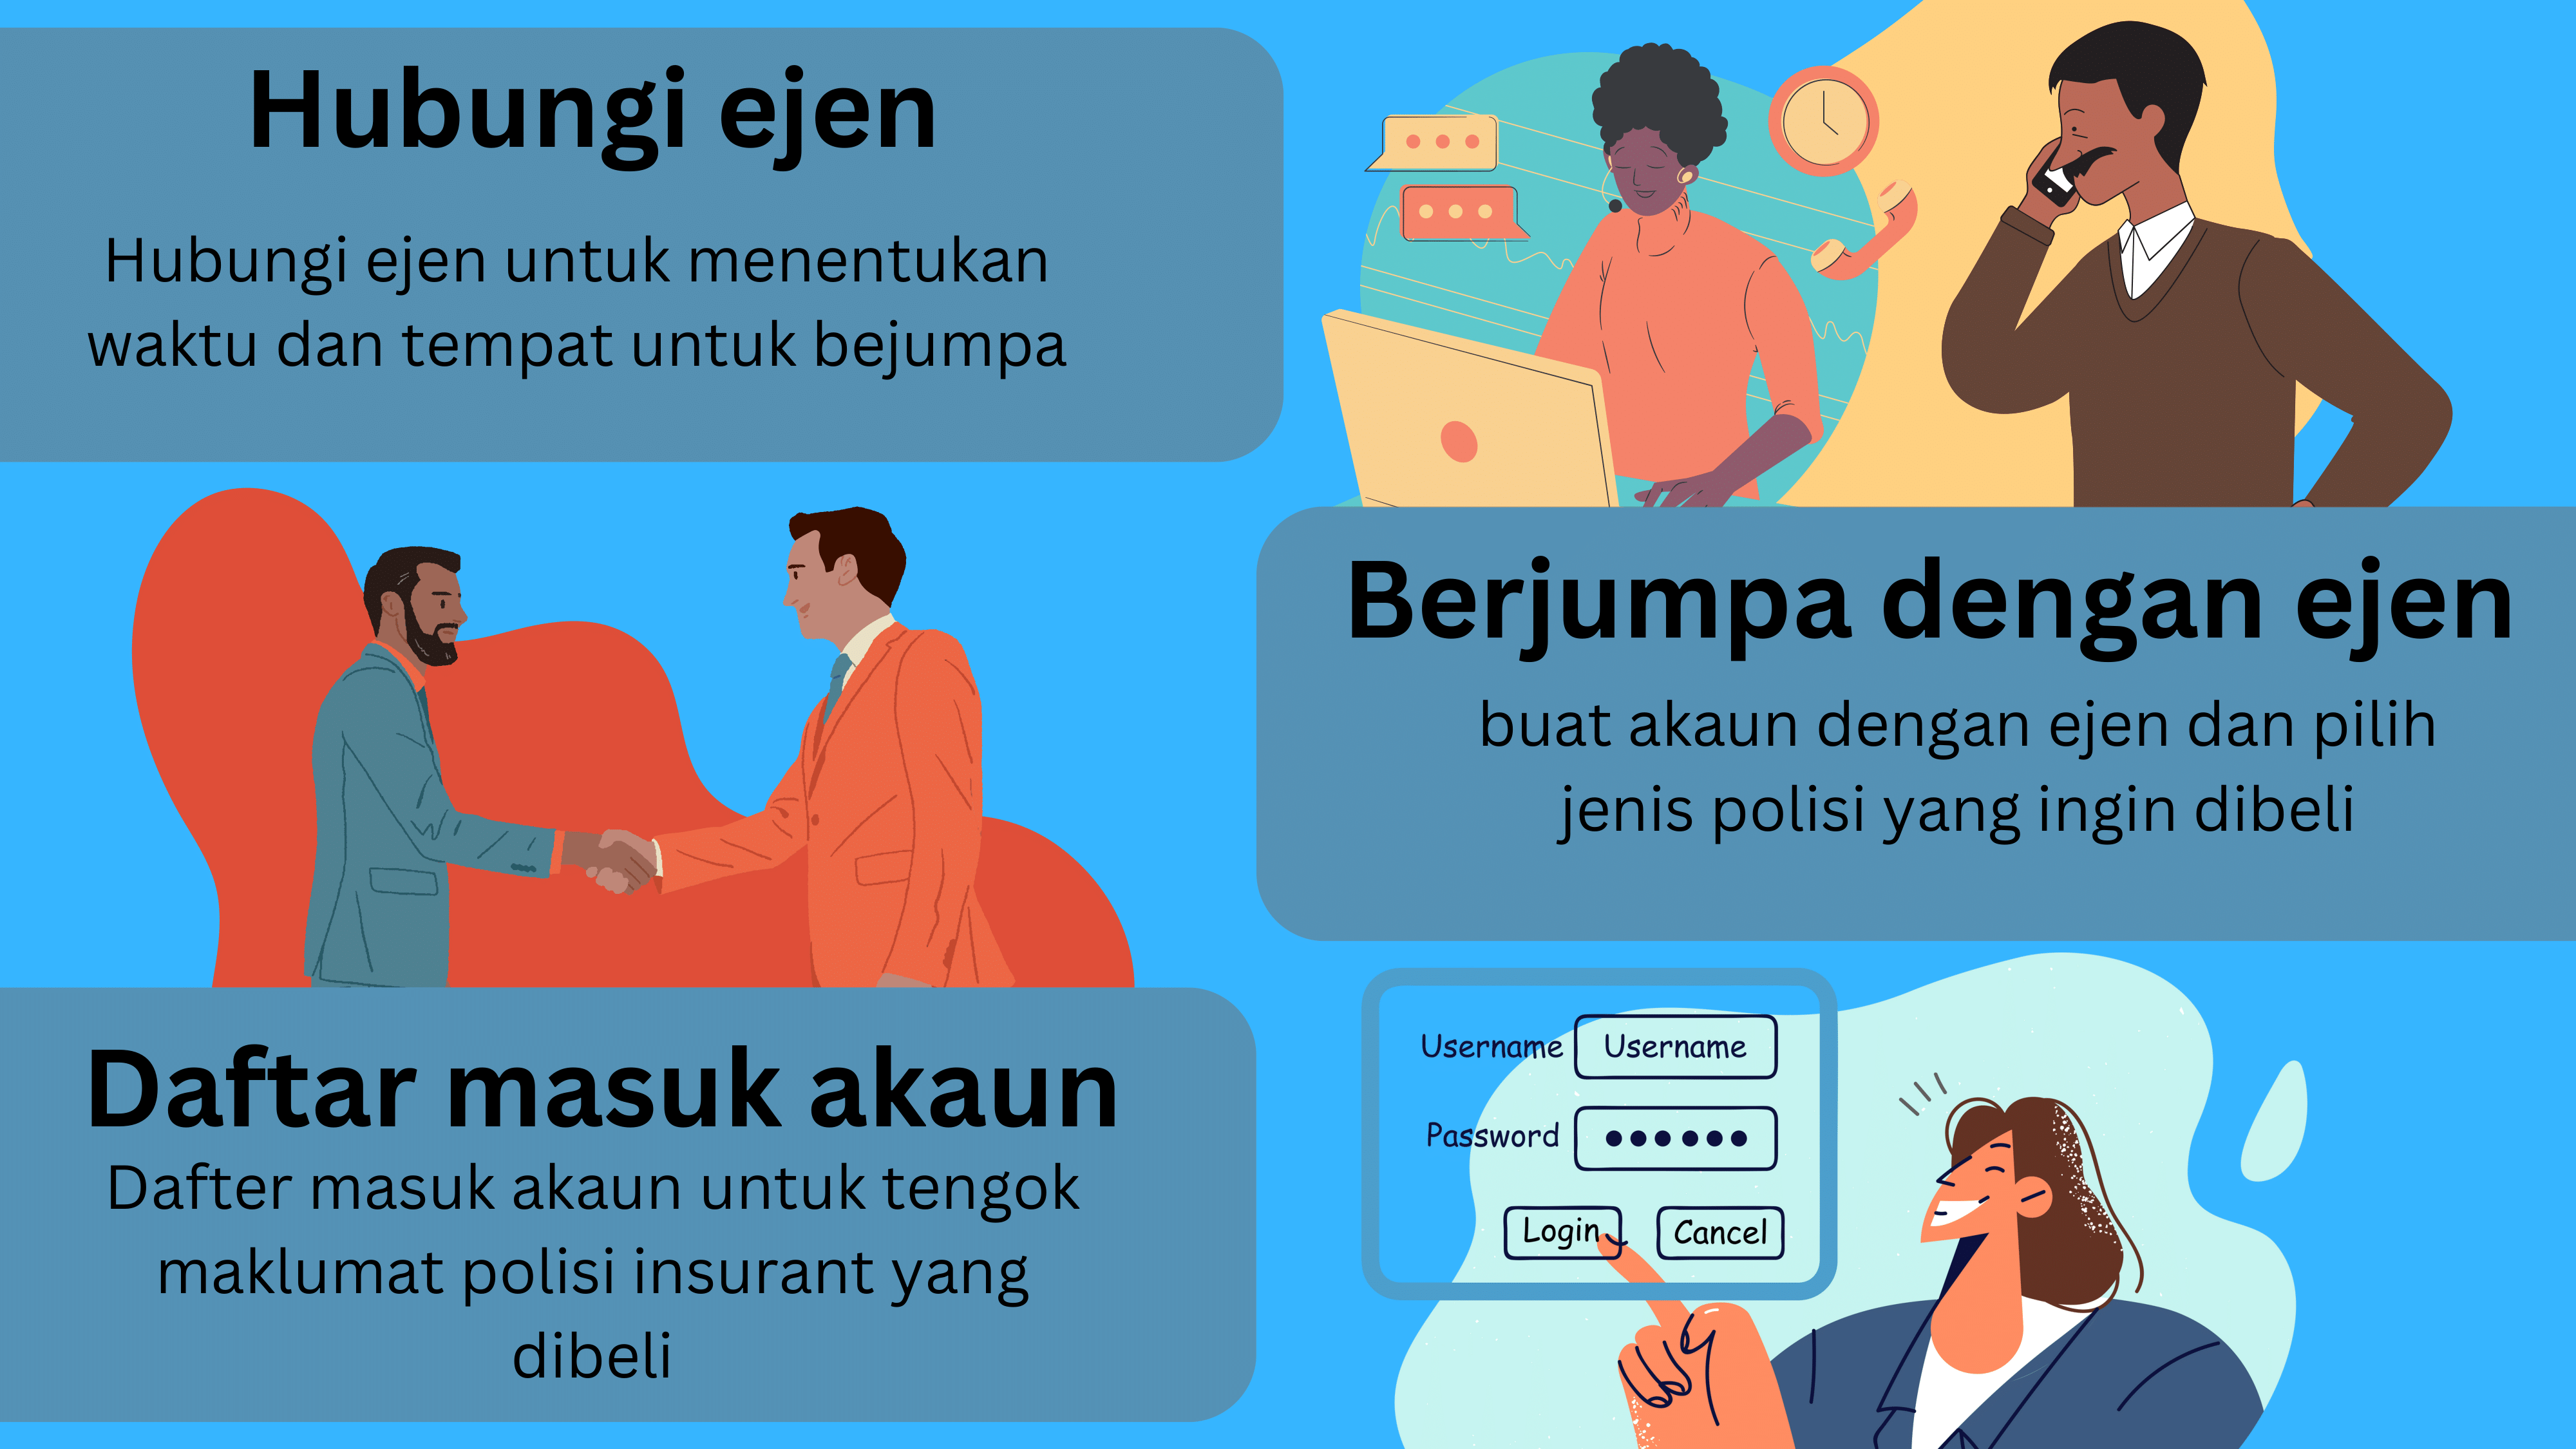 Hubungi ejen
Hubungi ejen untuk menentukan
waktu dan tempat untuk bejumpa
Berjumpa dengan ejen
buat akaun dengan ejen dan pilih
jenis polisi yang ingin dibeli
Daftar masuk akaun
Dafter masuk akaun untuk tengok
maklumat polisi insurant yang
dibeli
Username Username
Password ●●●●●●
Login Cancel